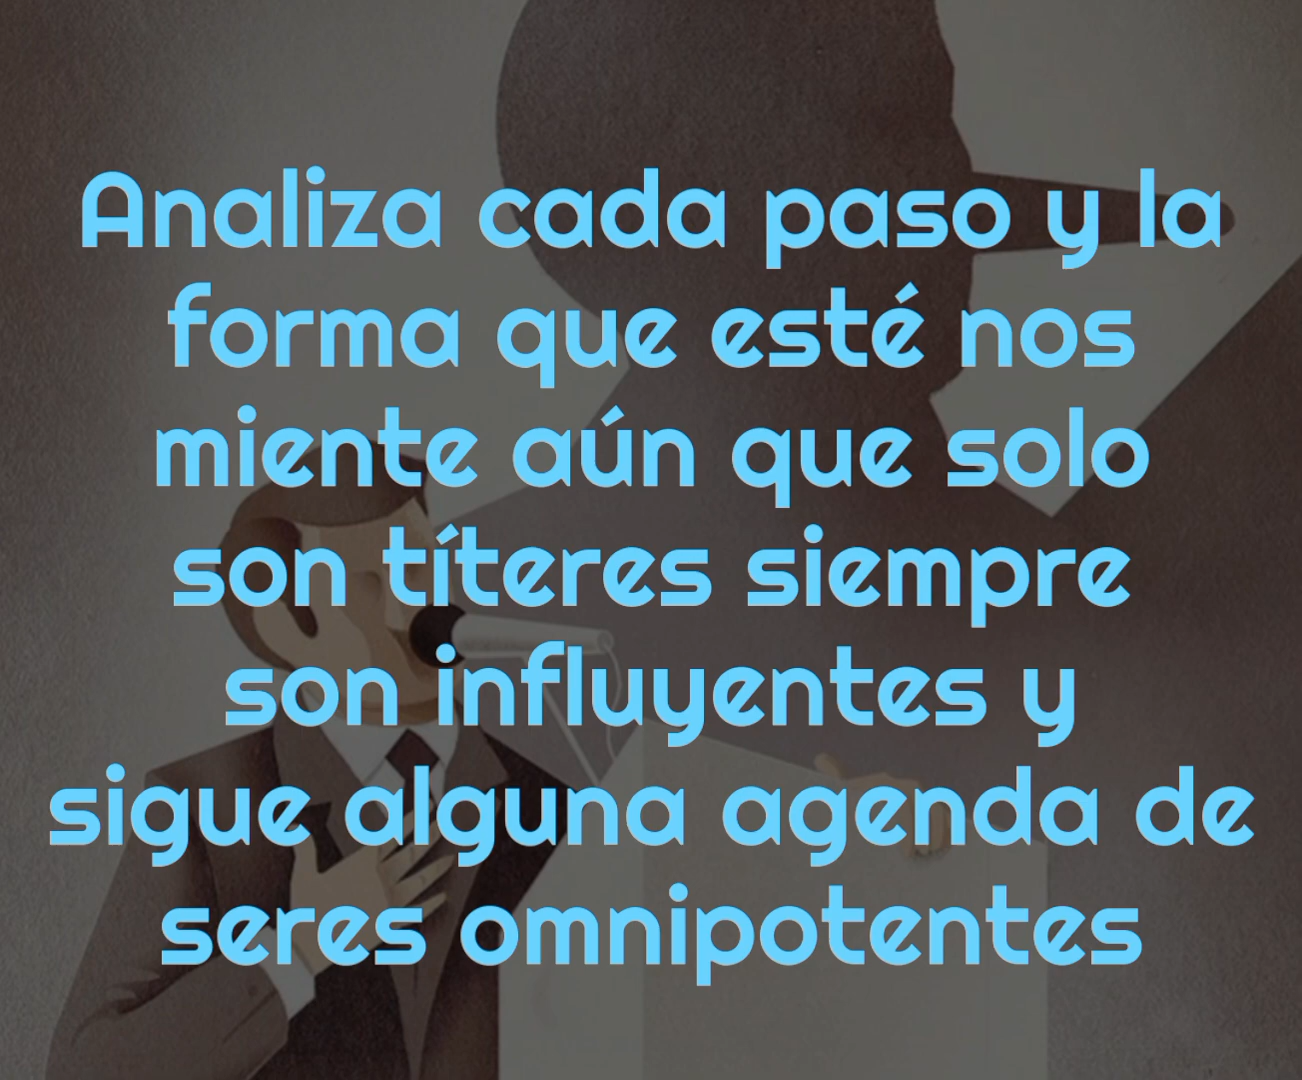 Analiza cada paso y la
forma que esté nos
miente aún que solo
son títeres siempre
son influyentes y
sigue alguna agenda de
seres omnipotentes